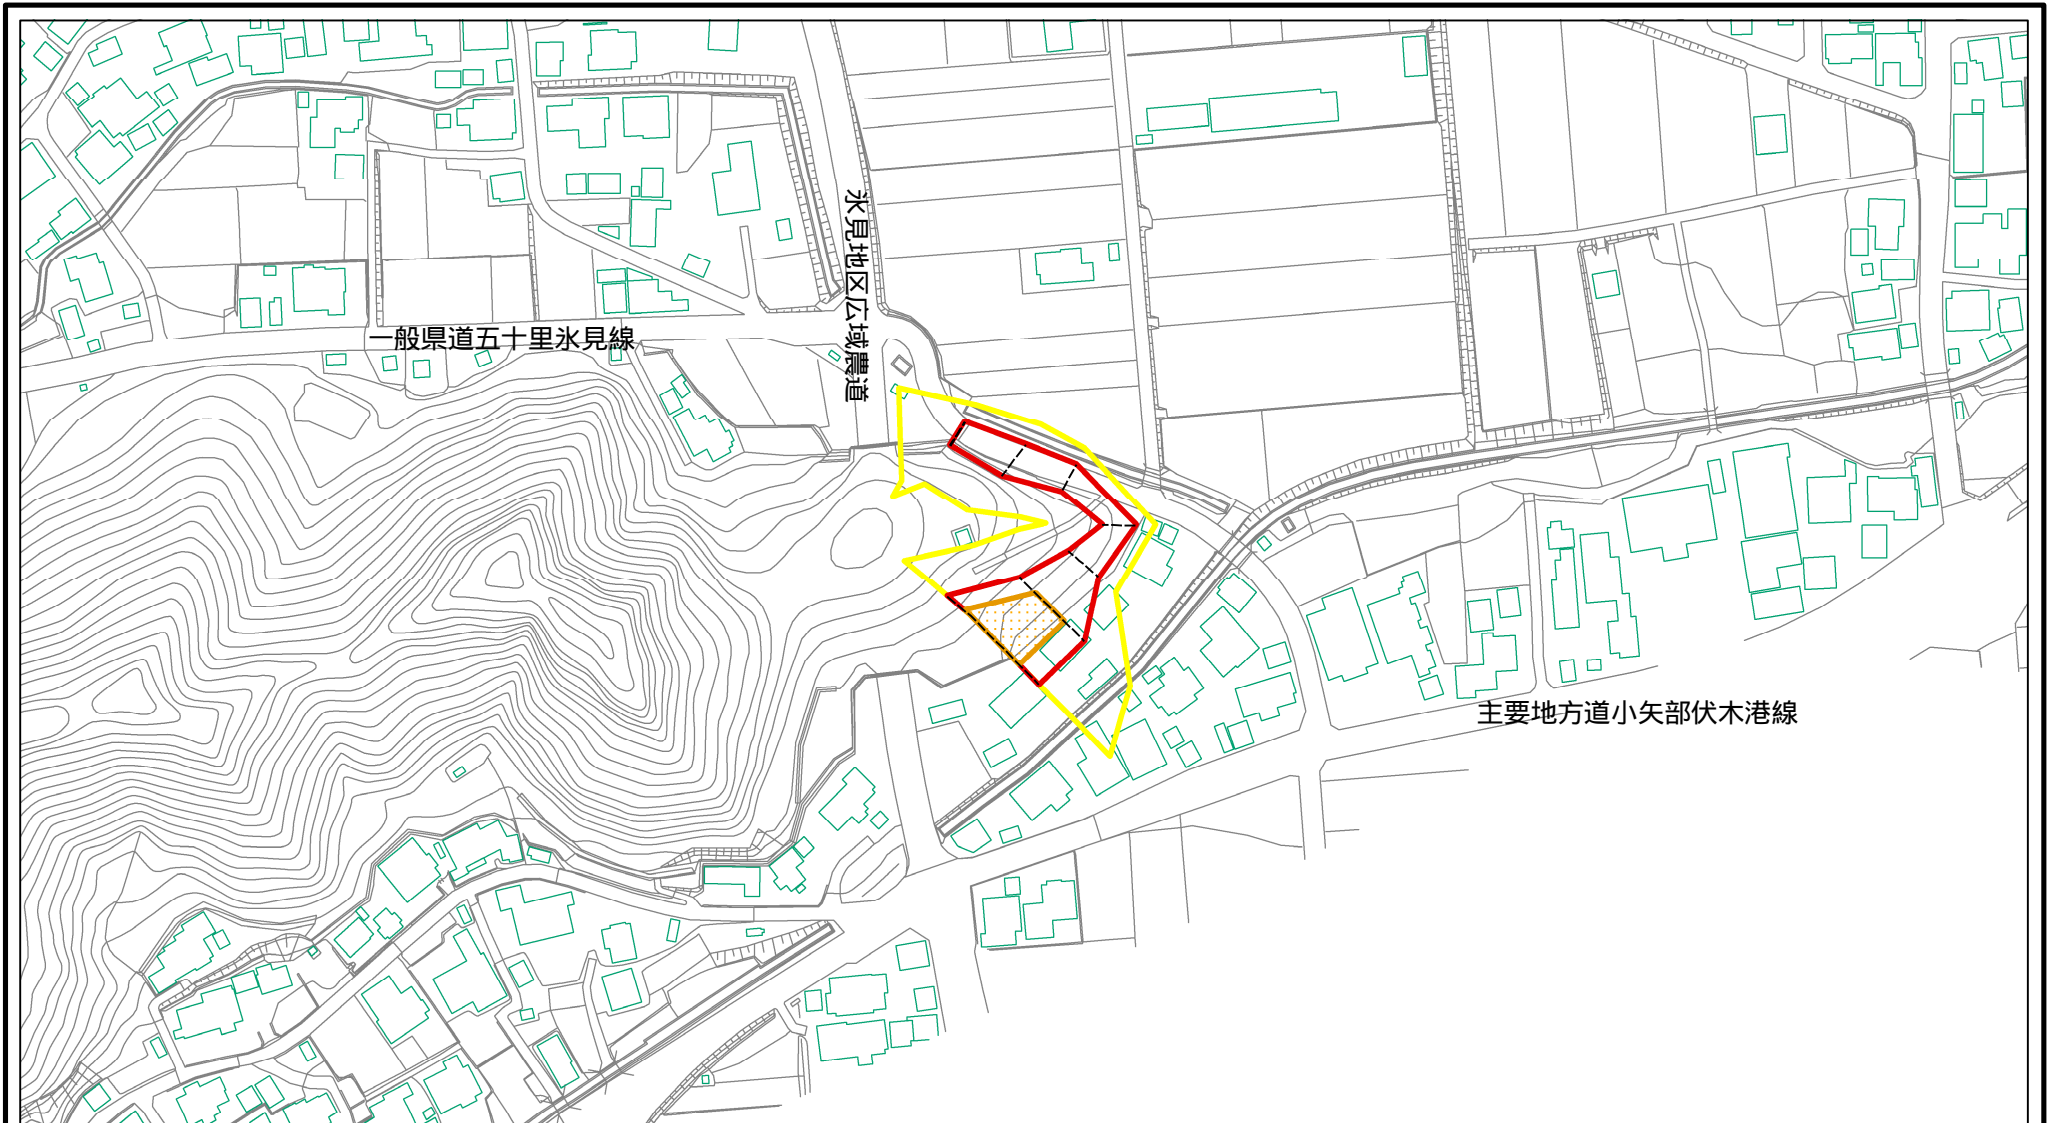 氷見地区広域農道
一般県道五十里氷見線
主要地方道小矢部伏木港線